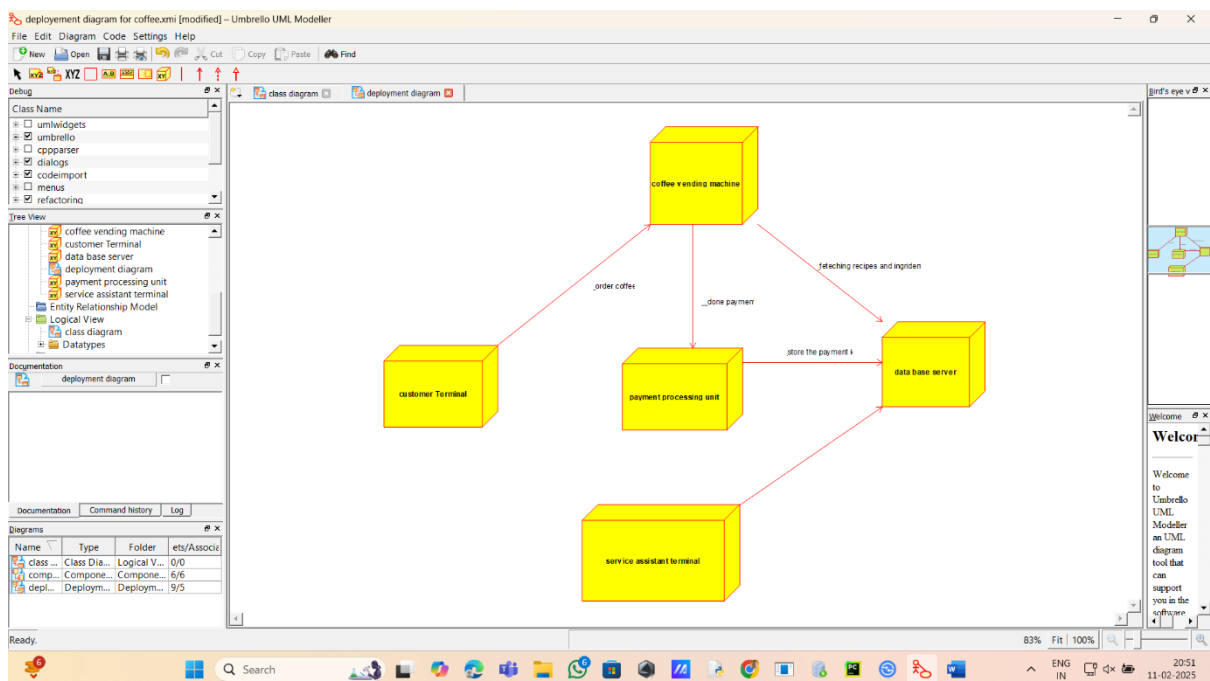 deployement diagram for coffee.xmi [modified] – Umbrello UML Modeller
File Edit Diagram Code Settings Help
New Open Cut Copy Paste Find
XYZ
Debug
Class Name
umlwidgets
umbrello
cppparser
dialogs
codeimport
menus
refactoring
Tree View
coffee vending machine
customer Terminal
data base server
deployment diagram
payment processing unit
service assistant terminal
Entity Relationship Model
Logical View
class diagram
Datatypes
Documentation
deployment diagram
Documentation Command history Log
Diagrams
Name Type Folder ets/Associa
class ... Class Dia... Logical V... 0/0
comp... Compone... Compone... 6/6
depl... Deploym... Deploym... 9/5
class diagram deployment diagram
coffee vending machine
_feteching recipes and ingriden
_order coffee
__done paymen
_store the payment i
data base server
customer Terminal
payment processing unit
service assistant terminal
Bird's eye v
Welcome
Welcor
Welcome
to
Umbrello
UML
Modeller
an UML
diagram
tool that
can
support
you in the
software
Ready.
83% Fit 100%
6
Search
6
ENG
IN
20:51
11-02-2025